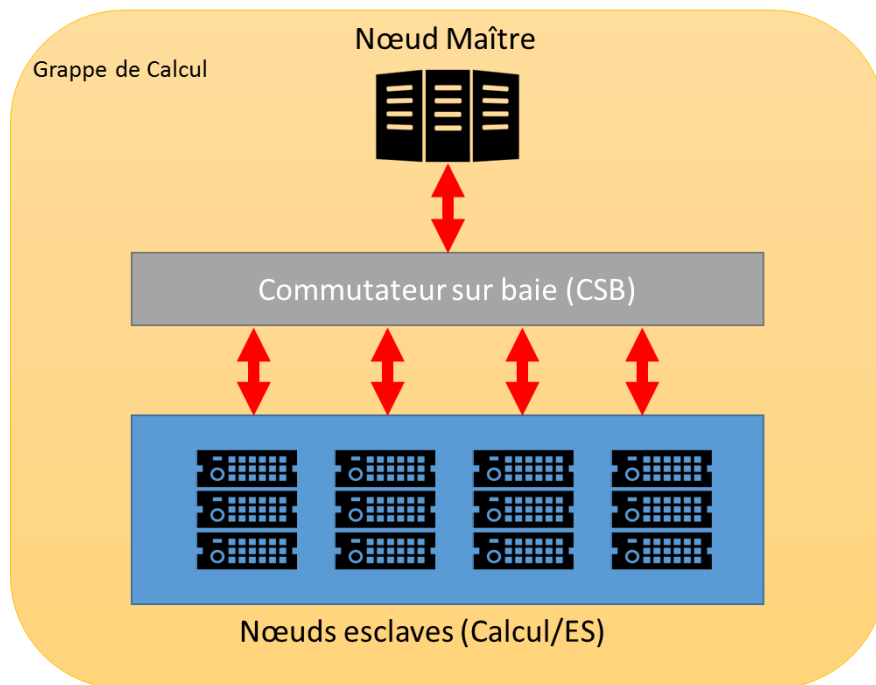 Nœud Maître
Grappe de Calcul
Commutateur sur baie (CSB)
Nœuds esclaves (Calcul/ES)